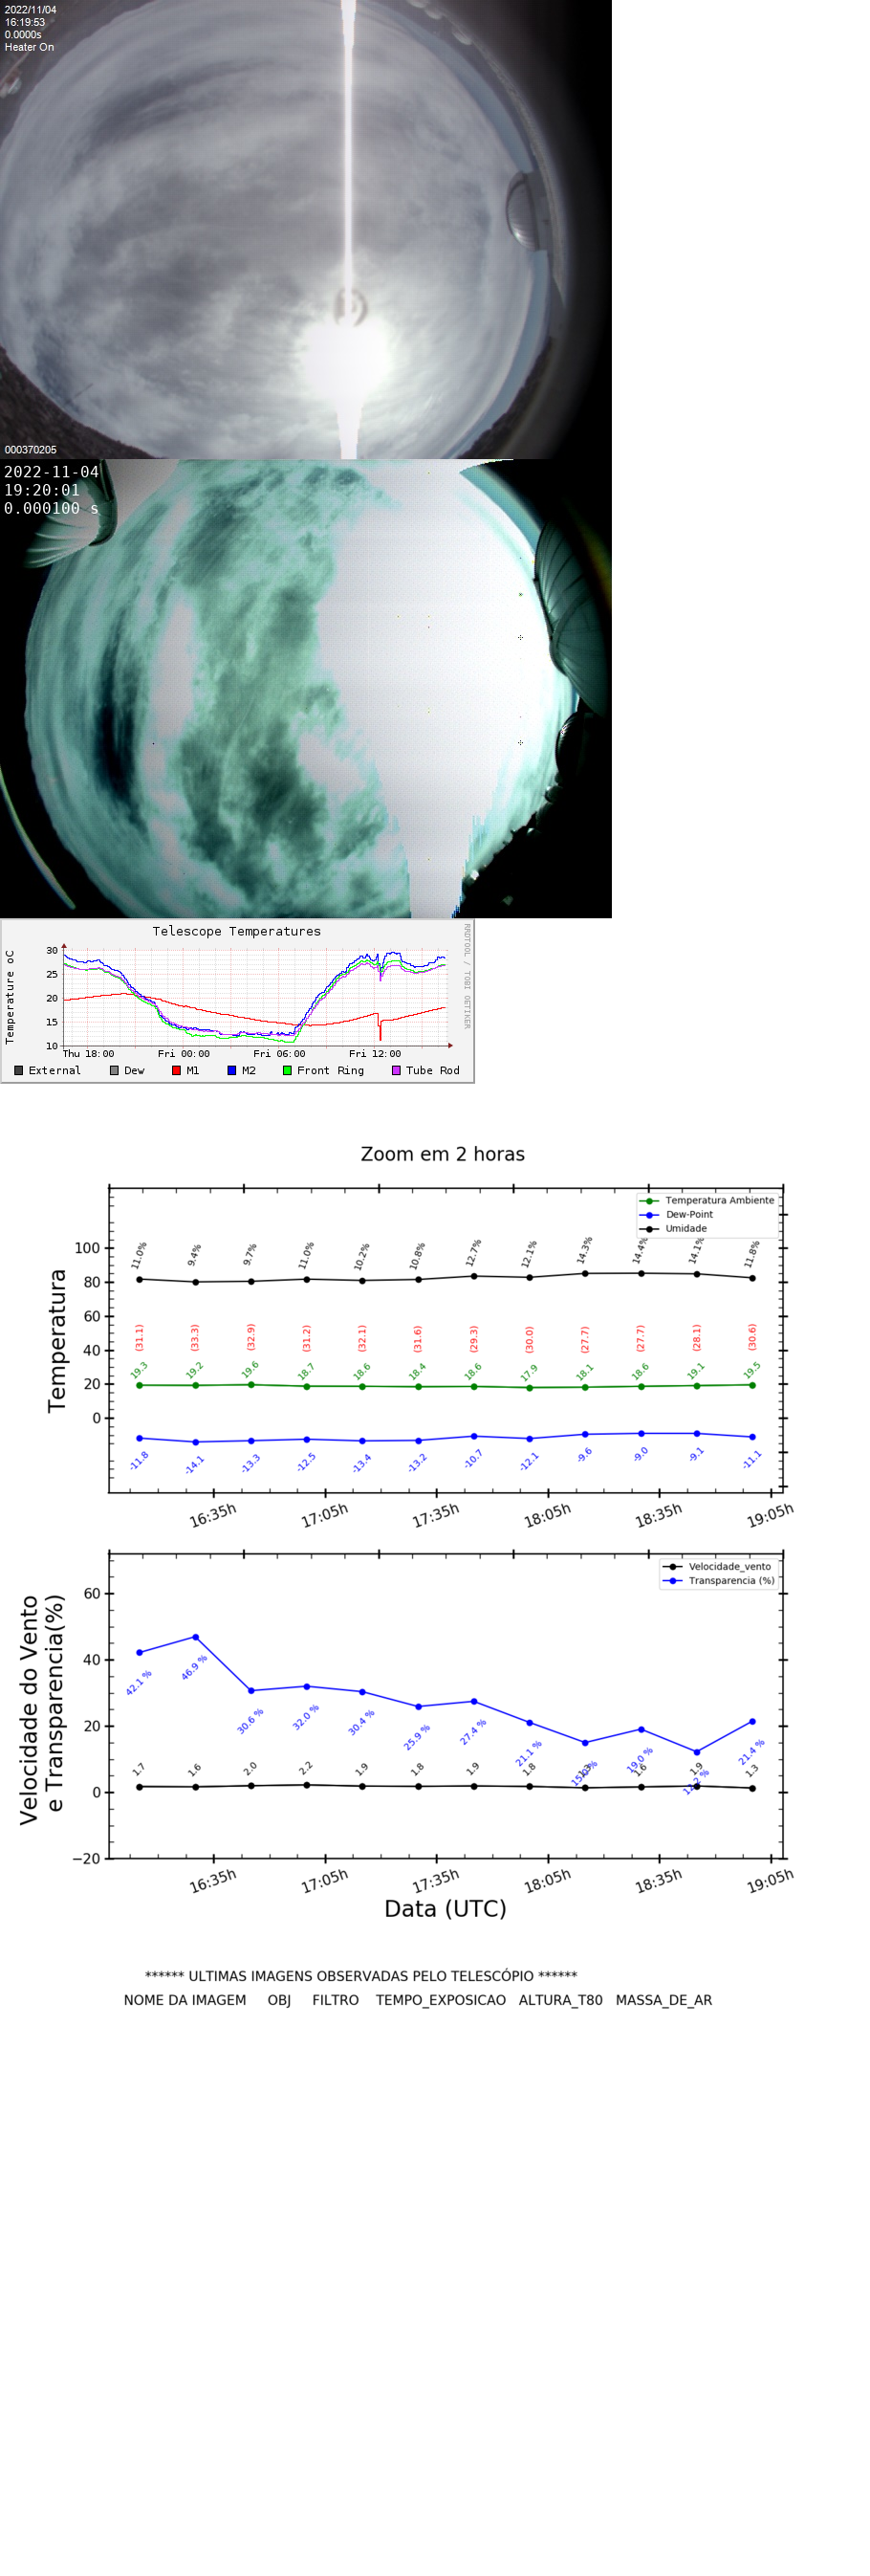 2022/11/04
16:19:53
0.0000s
Heater On
000370205
2022-11-04
19:20:01
0.000100 s
Telescope Temperatures
Temperature oC
RRDTOOL / TOBI OETIKER
30
25
20
15
10
Thu 18:00 Fri 00:00 Fri 06:00 Fri 12:00
External Dew M1 M2 Front Ring Tube Rod
Zoom em 2 horas
Temperatura
Temperatura Ambiente
Dew-Point
Umidade
100
80
60
40
20
0
11.0% 9.4% 9.7% 11.0% 10.2% 10.8% 12.7% 12.1% 14.3% 14.4% 14.1% 11.8%
(31.1) (33.3) (32.9) (31.2) (32.1) (31.6) (29.3) (30.0) (27.7) (27.7) (28.1) (30.6)
19.3 19.2 19.6 18.7 18.6 18.4 18.6 17.9 18.1 18.6 19.1 19.5
-11.8 -14.1 -13.3 -12.5 -13.4 -13.2 -10.7 -12.1 -9.6 -9.0 -9.1 -11.1
16:35h 17:05h 17:35h 18:05h 18:35h 19:05h
Velocidade do Vento
e Transparencia(%)
Velocidade_vento
Transparencia (%)
60
40
20
0
−20
42.1 % 46.9 % 30.6 % 32.0 % 30.4 % 25.9 % 27.4 % 21.1 % 19.0 % 21.4 %
1.7 1.6 2.0 2.2 1.9 1.8 1.9 1.8 1.6 1.9 1.3
16:35h 17:05h 17:35h 18:05h 18:35h 19:05h
Data (UTC)
****** ULTIMAS IMAGENS OBSERVADAS PELO TELESCÓPIO ******
NOME DA IMAGEM OBJ FILTRO TEMPO_EXPOSICAO ALTURA_T80 MASSA_DE_AR